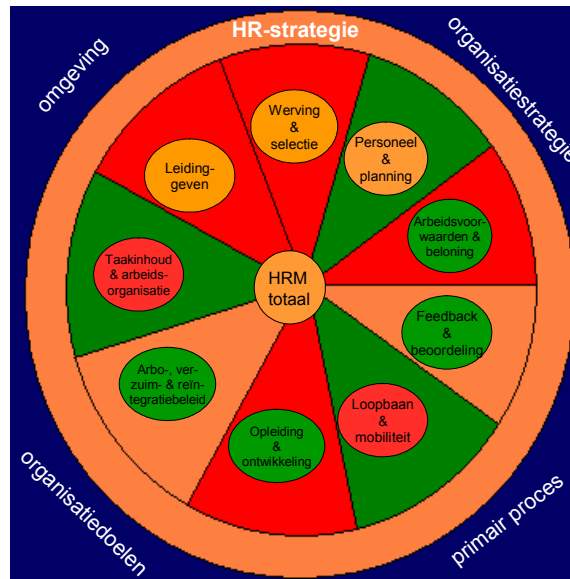 HR-strategie
omgeving
organisatiestrategie
Werving
&
selectie
Personeel
&
planning
Leiding-
geven
Arbeidsvoor-
waarden &
beloning
Taakinhoud
& arbeids-
organisatie
HRM
totaal
Feedback
&
beoordeling
Arbo-, ver-
zuim- & reïn-
tegratiebeleid
Loopbaan
&
mobiliteit
Opleiding
&
ontwikkeling
organisatiedoelen
primair proces